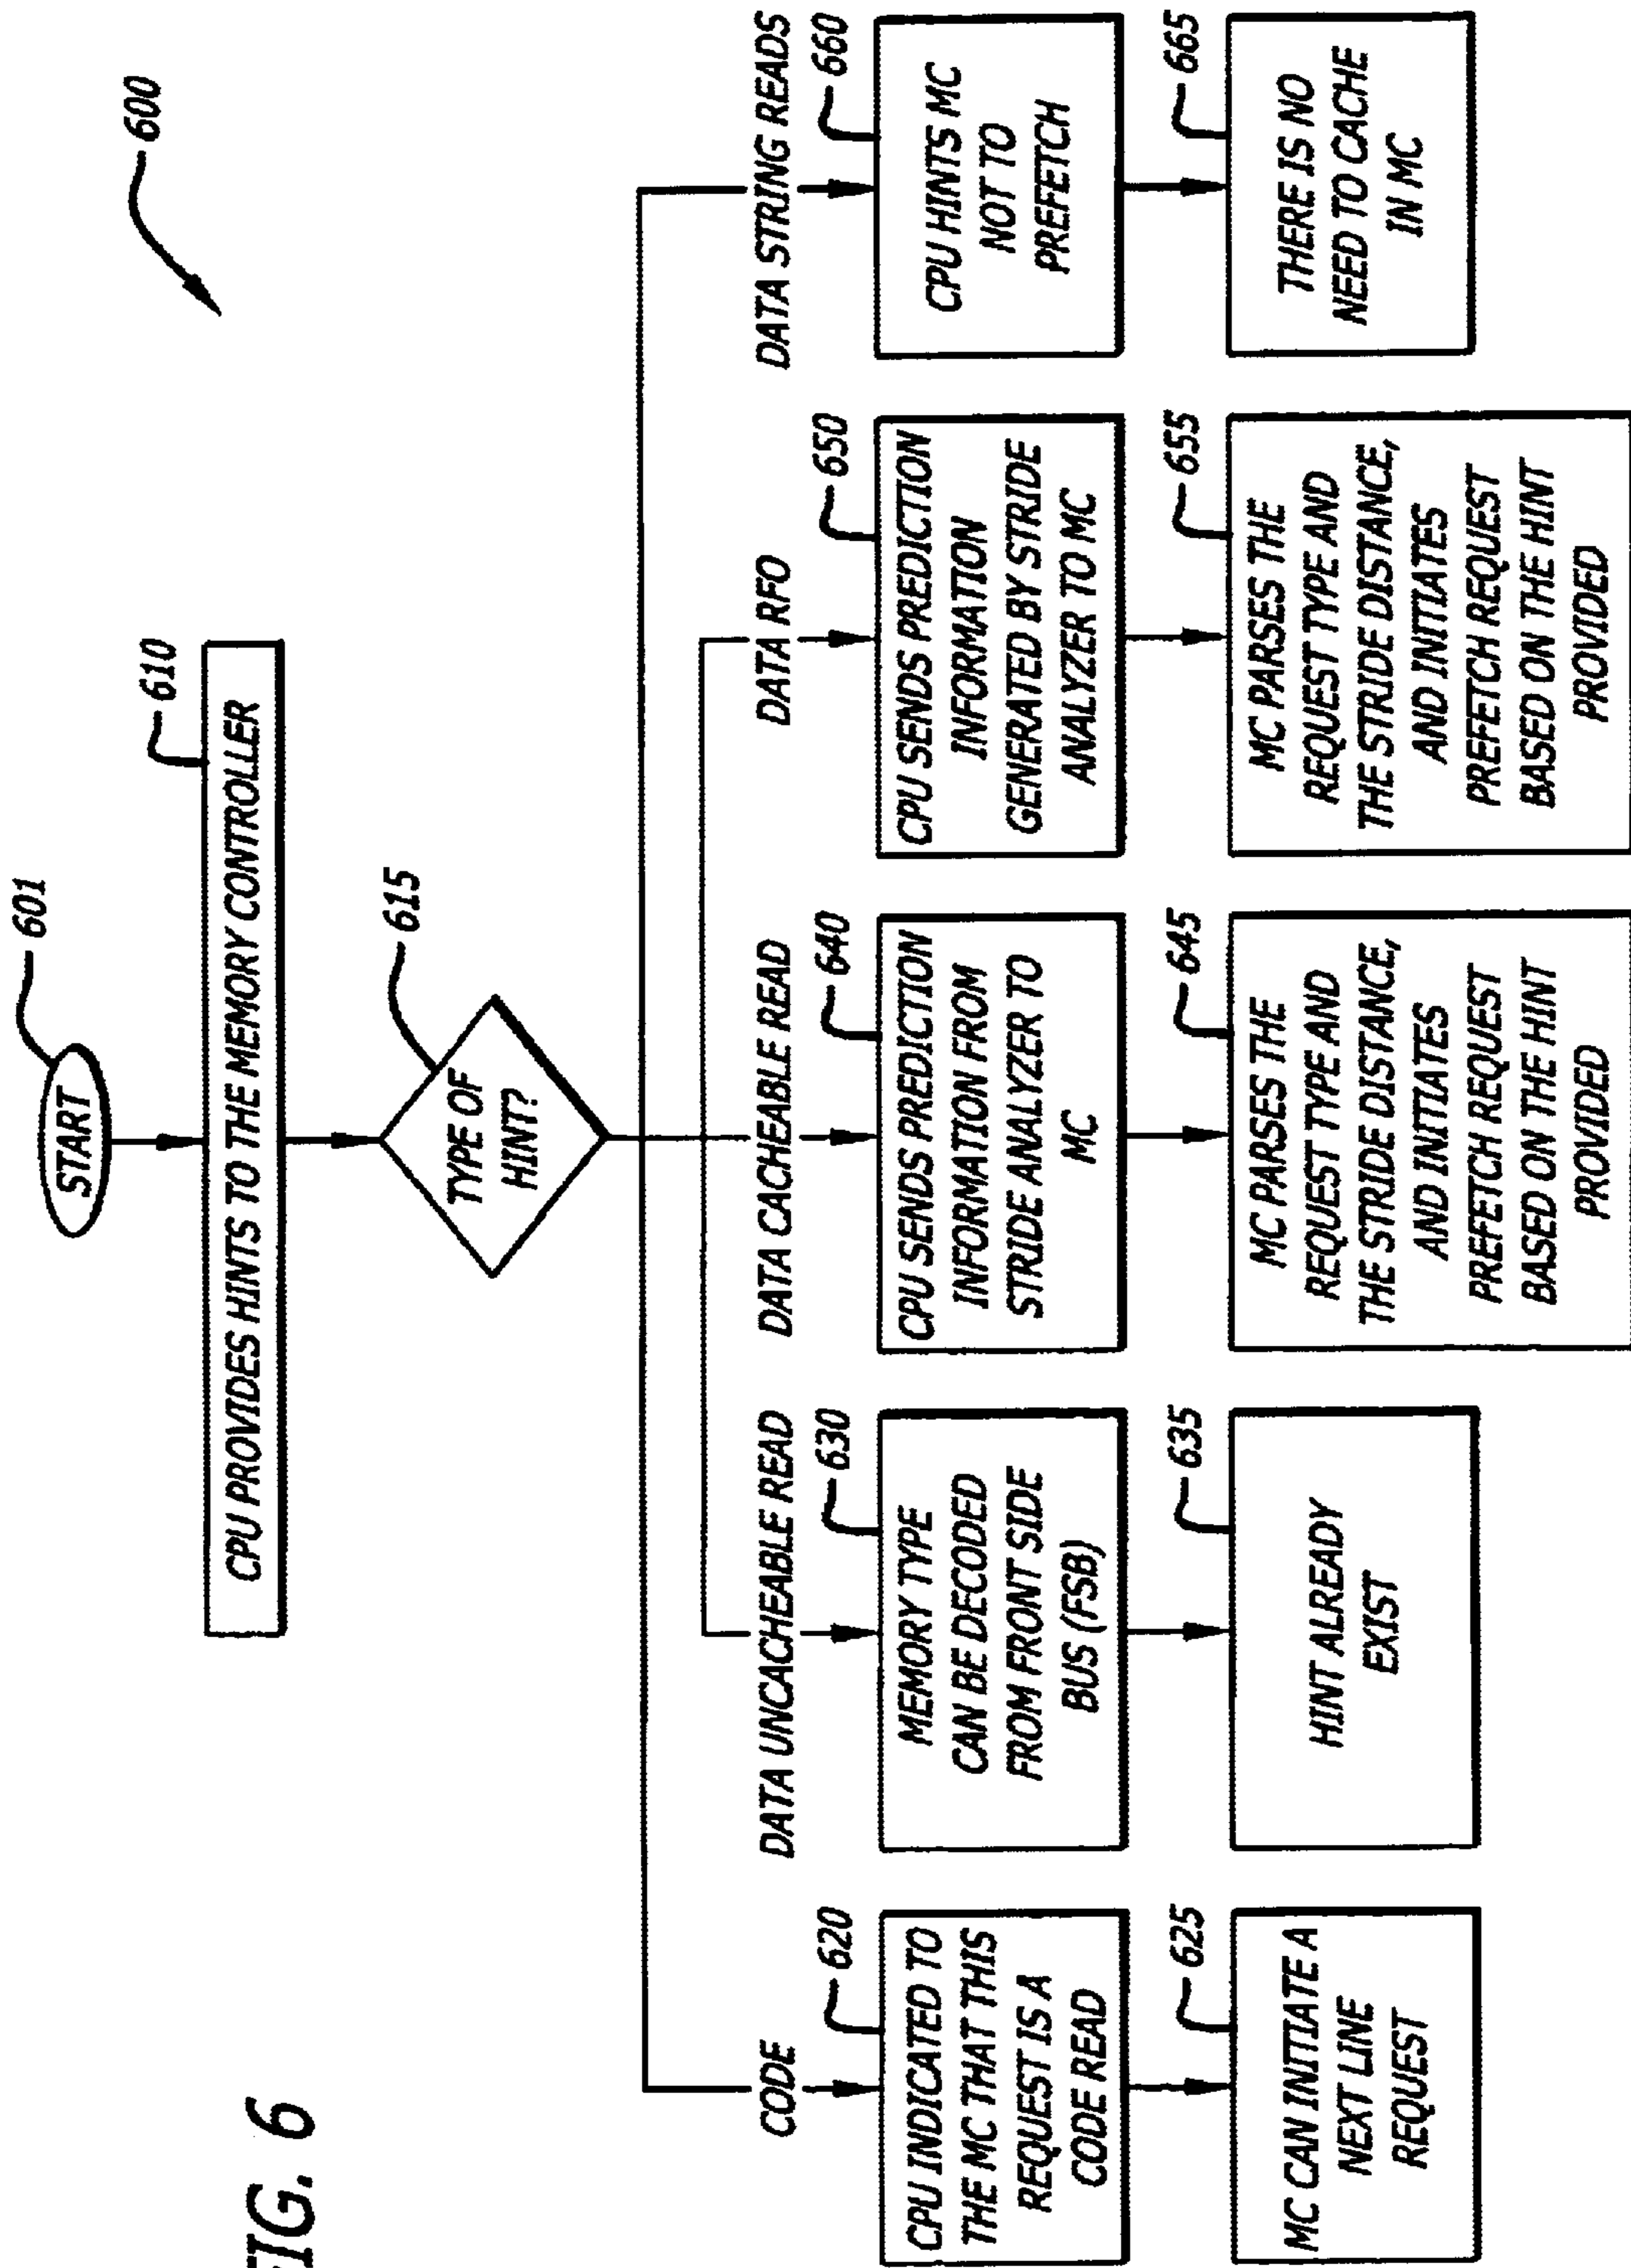 FIG. 6
600
601
START
610
CPU PROVIDES HINTS TO THE MEMORY CONTROLLER
615
TYPE OF
HINT?
CODE
620
CPU INDICATED TO
THE MC THAT THIS
REQUEST IS A
CODE READ
625
MC CAN INITIATE A
NEXT LINE
REQUEST
DATA UNCACHEABLE READ
630
MEMORY TYPE
CAN BE DECODED
FROM FRONT SIDE
BUS (FSB)
635
HINT ALREADY
EXIST
DATA CACHEABLE READ
640
CPU SENDS PREDICTION
INFORMATION FROM
STRIDE ANALYZER TO
MC
645
MC PARSES THE
REQUEST TYPE AND
THE STRIDE DISTANCE,
AND INITIATES
PREFETCH REQUEST
BASED ON THE HINT
PROVIDED
DATA RFO
650
CPU SENDS PREDICTION
INFORMATION
GENERATED BY STRIDE
ANALYZER TO MC
655
MC PARSES THE
REQUEST TYPE AND
THE STRIDE DISTANCE,
AND INITIATES
PREFETCH REQUEST
BASED ON THE HINT
PROVIDED
DATA STRING READS
660
CPU HINTS MC
NOT TO
PREFETCH
665
THERE IS NO
NEED TO CACHE
IN MC